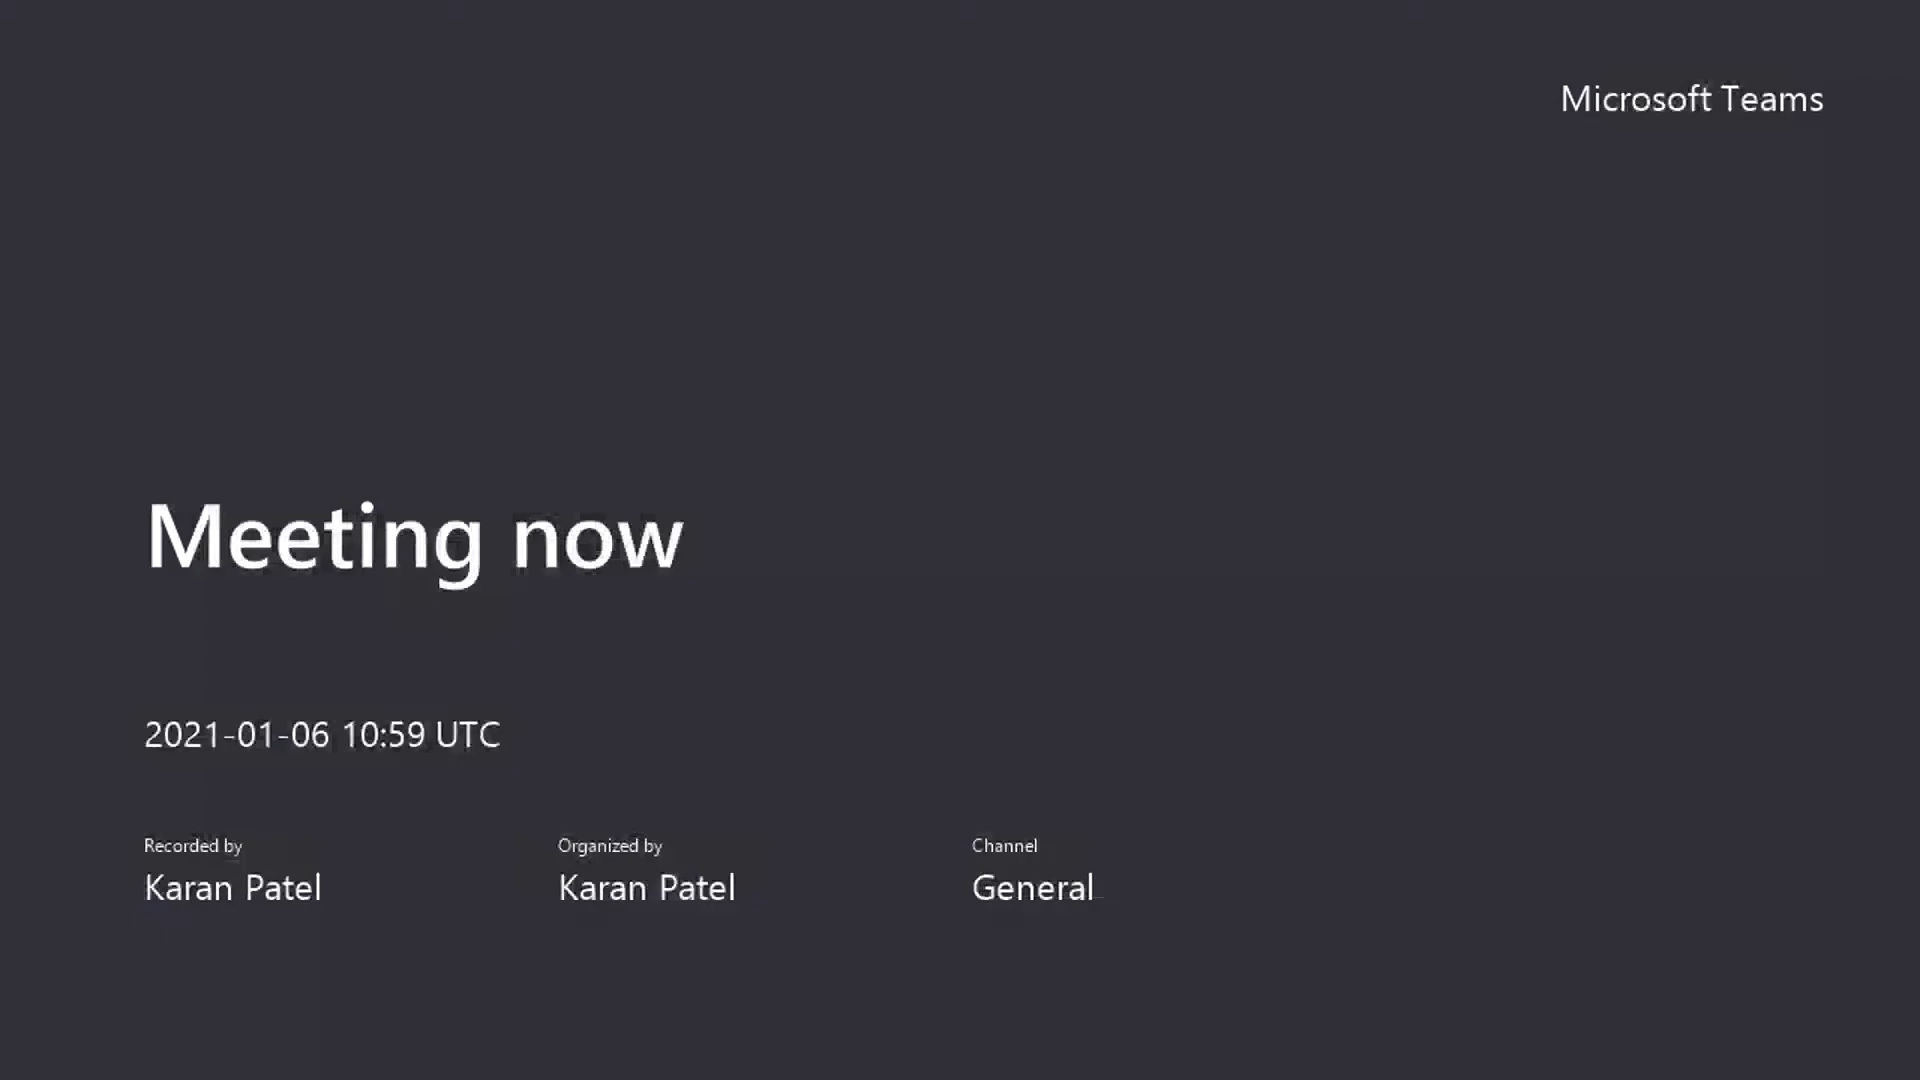 Microsoft Teams
Meeting now
2021-01-06 10:59 UTC
Recorded by
Karan Patel
Organized by
Karan Patel
Channel
General